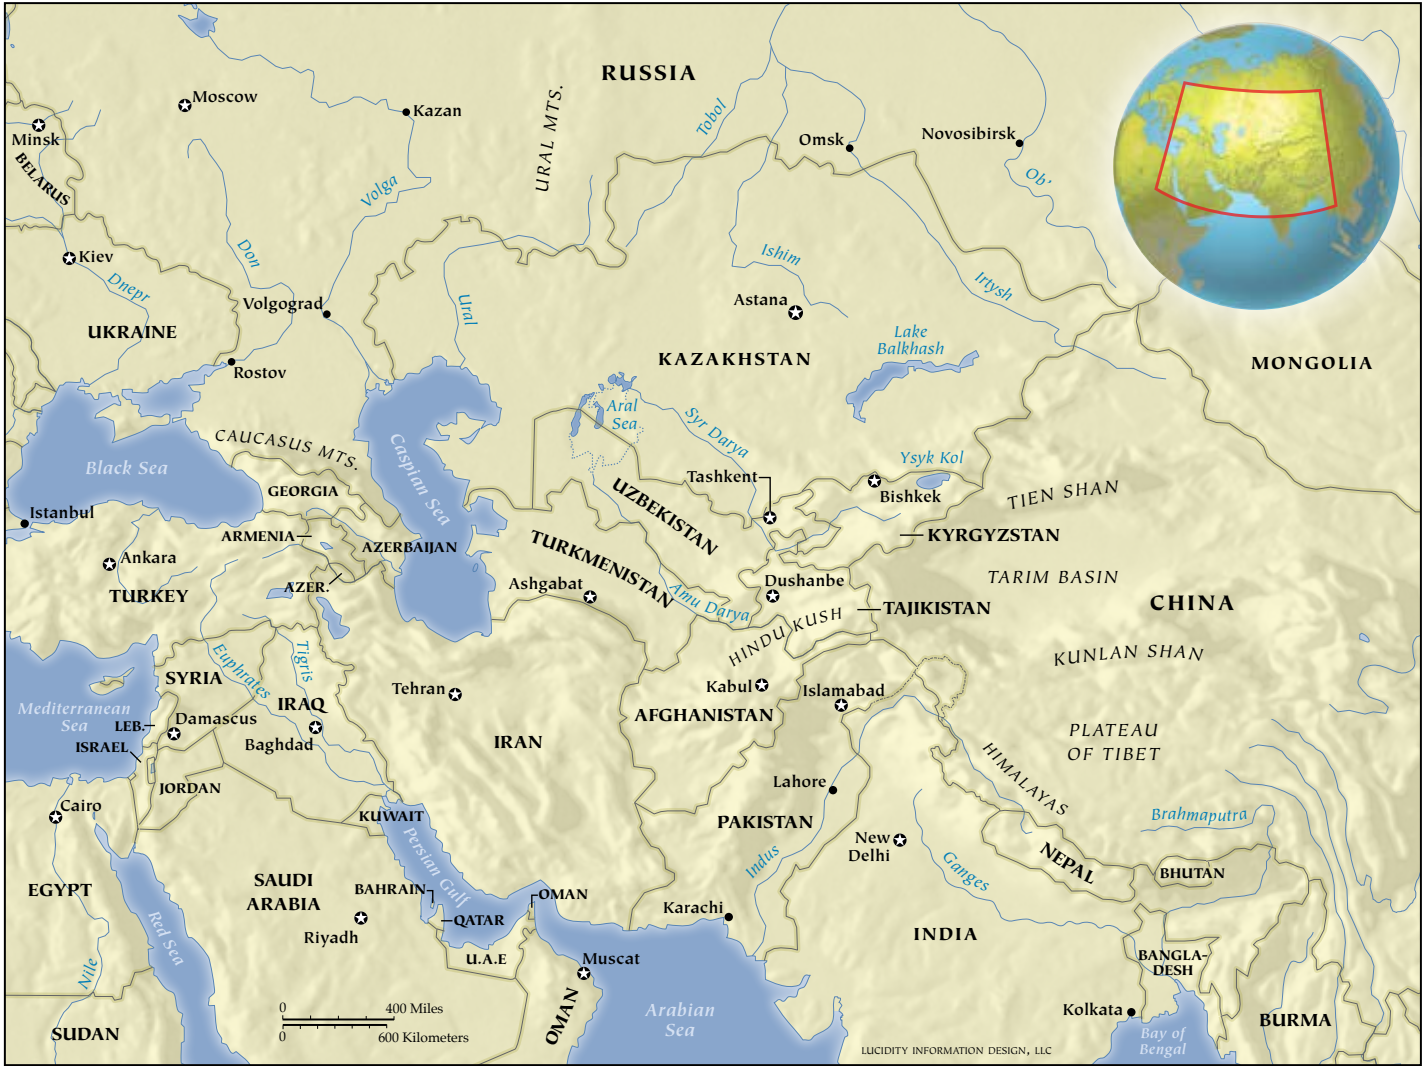 RUSSIA
Moscow
Kazan
Minsk
BELARUS
URAL MTS.
Tobol
Omsk
Novosibirsk
Ob'
Volga
Kiev
Dnepr
Don
Volgograd
Ural
Ishim
Irtysh
Astana
UKRAINE
Rostov
KAZAKHSTAN
Lake
Balkhash
MONGOLIA
Aral
Sea
Syr Darya
CAUCASUS MTS.
Black Sea
Caspian Sea
Ysyk Kol
Tashkent
Bishkek
TIEN SHAN
GEORGIA
Istanbul
ARMENIA
AZERBAIJAN
UZBEKISTAN
KYRGYZSTAN
Ankara
TURKEY
AZER.
TURKMENISTAN
Ashgabat
Amu Darya
Dushanbe
TARIM BASIN
TAJIKISTAN
CHINA
HINDU KUSH
KUNLAN SHAN
Euphrates
Tigris
SYRIA
IRAQ
Tehran
Kabul
Islamabad
Mediterranean
Sea
LEB.
Damascus
ISRAEL
Baghdad
IRAN
AFGHANISTAN
PLATEAU
OF TIBET
HIMALAYAS
JORDAN
Lahore
Cairo
KUWAIT
PAKISTAN
Persian Gulf
Brahmaputra
New
Delhi
NEPAL
Indus
Ganges
BHUTAN
EGYPT
SAUDI
ARABIA
BAHRAIN
OMAN
QATAR
Karachi
Riyadh
Red Sea
INDIA
U.A.E
BANGLA-
DESH
Nile
Muscat
OMAN
Arabian
Sea
Kolkata
SUDAN
0
400 Miles
0
600 Kilometers
BURMA
Bay of
Bengal
LUCIDITY INFORMATION DESIGN, LLC